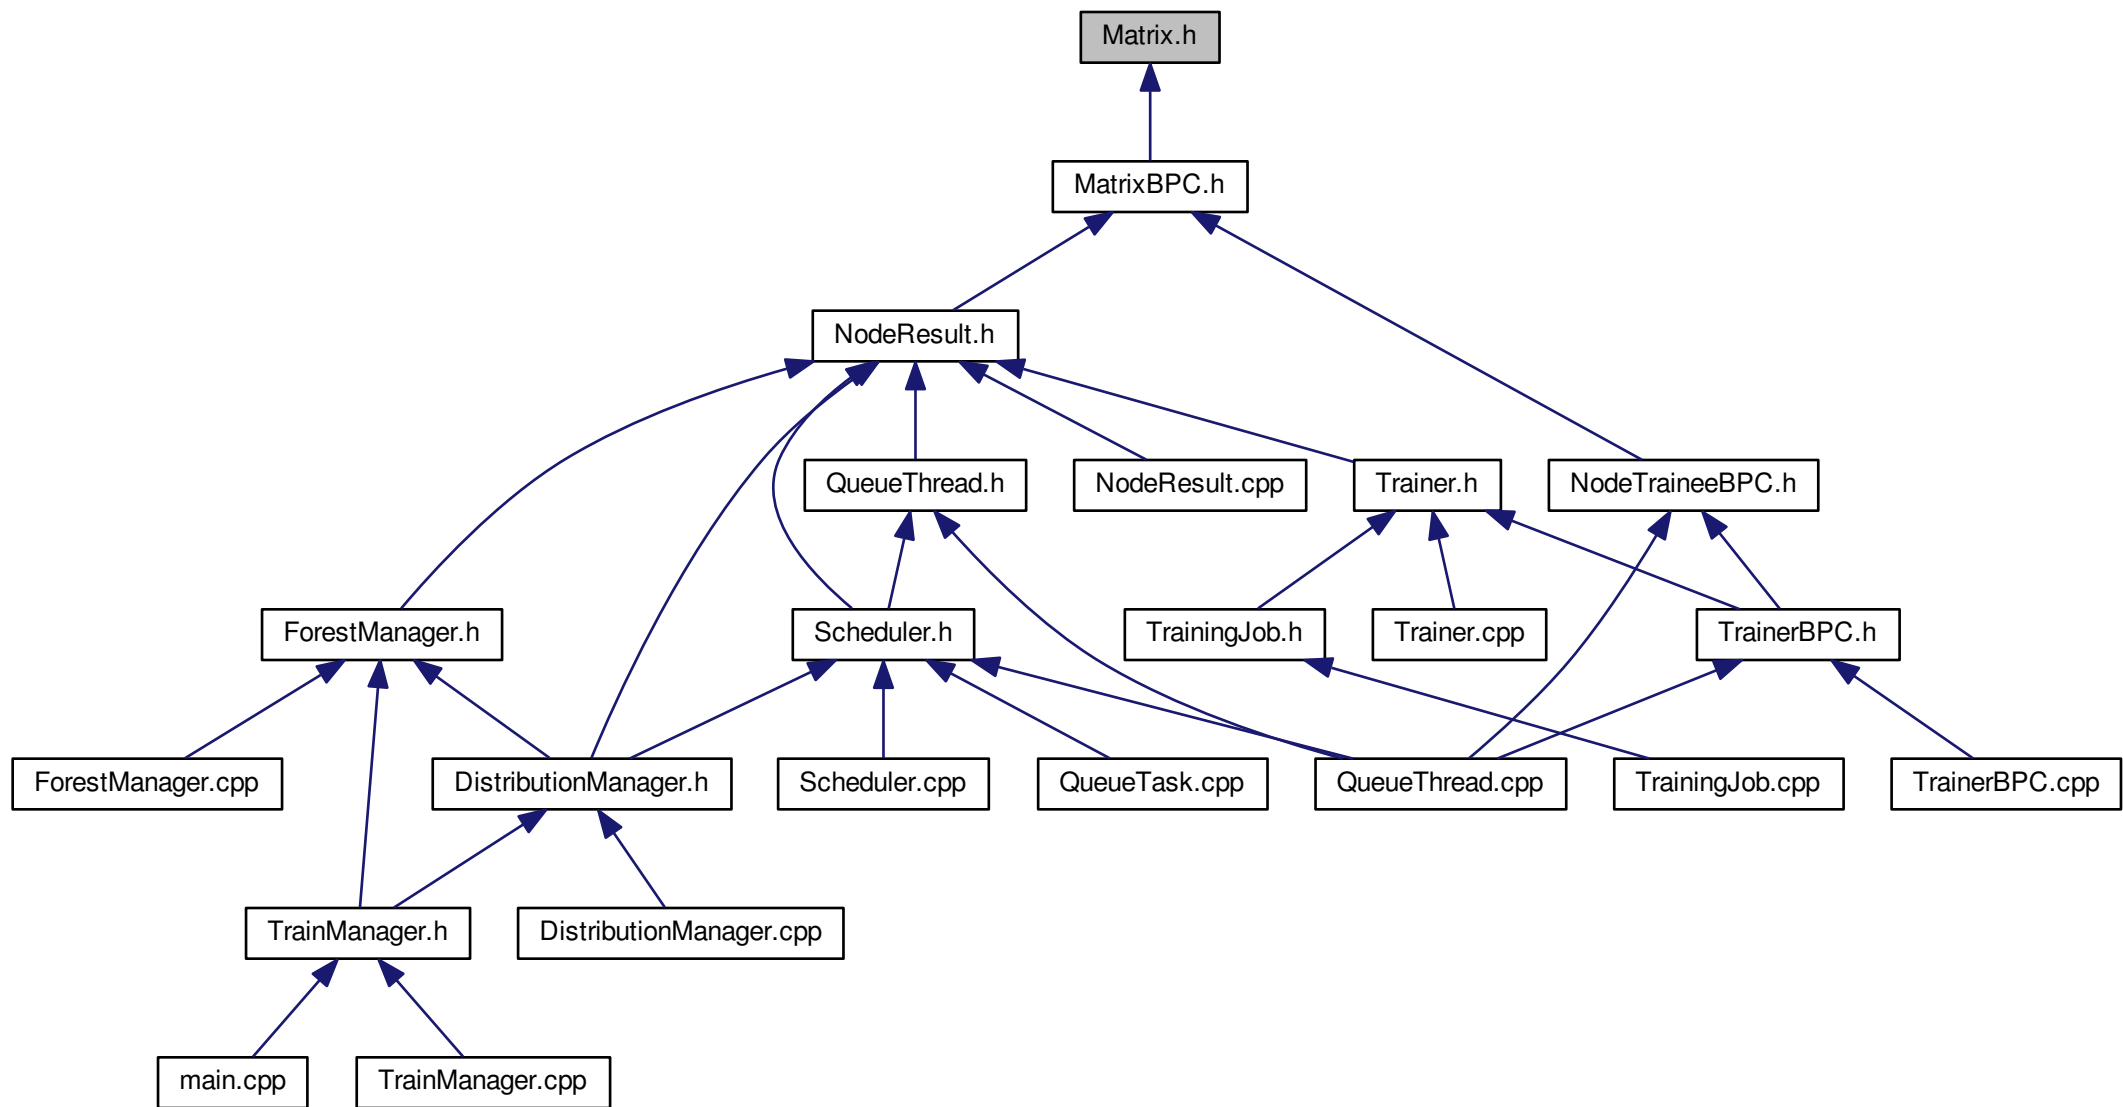 Matrix.h
MatrixBPC.h
NodeResult.h
QueueThread.h
NodeResult.cpp
Trainer.h
NodeTraineeBPC.h
ForestManager.h
Scheduler.h
TrainingJob.h
Trainer.cpp
TrainerBPC.h
ForestManager.cpp
DistributionManager.h
Scheduler.cpp
QueueTask.cpp
QueueThread.cpp
TrainingJob.cpp
TrainerBPC.cpp
TrainManager.h
DistributionManager.cpp
main.cpp
TrainManager.cpp